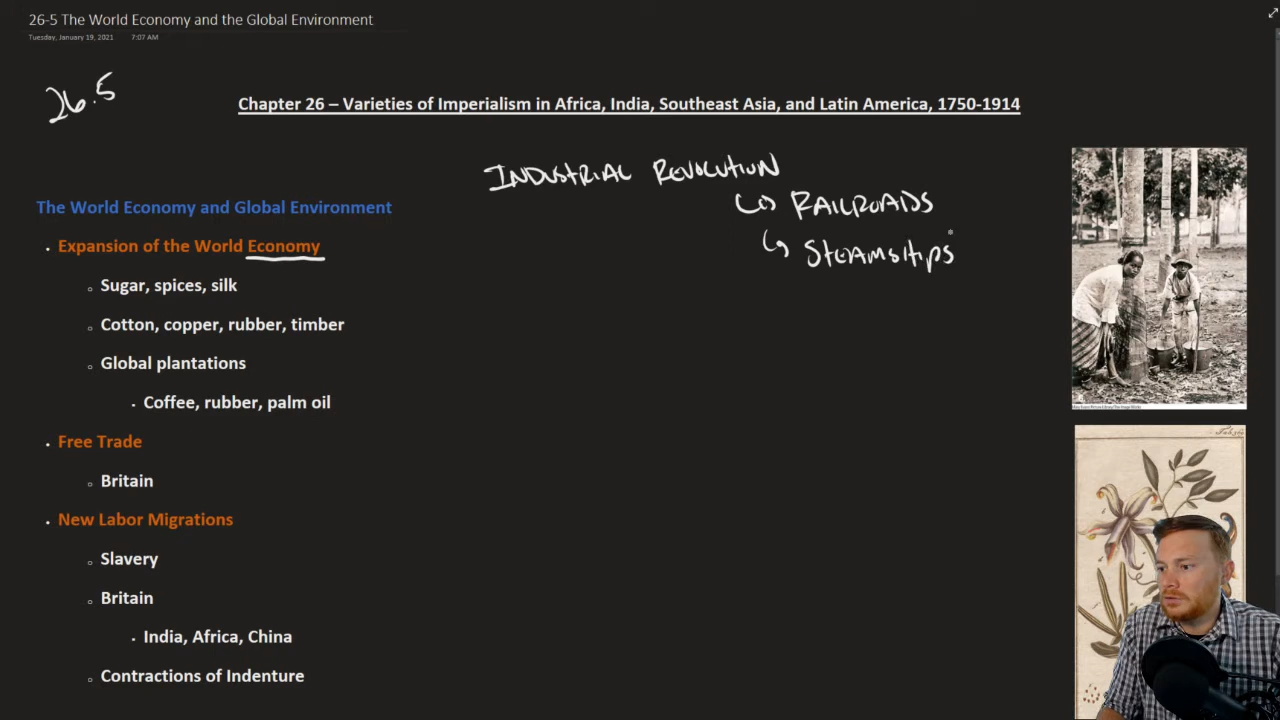 26-5 The World Economy and the Global Environment
Tuesday, January 19, 2021 7:07 AM
26.5
Chapter 26 – Varieties of Imperialism in Africa, India, Southeast Asia, and Latin America, 1750-1914
INDUSTRIAL REVOLUTION
RAILROADS
STEAMSHIPS
The World Economy and Global Environment
Expansion of the World Economy
Sugar, spices, silk
Cotton, copper, rubber, timber
Global plantations
Coffee, rubber, palm oil
Free Trade
Britain
New Labor Migrations
Slavery
Britain
India, Africa, China
Contractions of Indenture